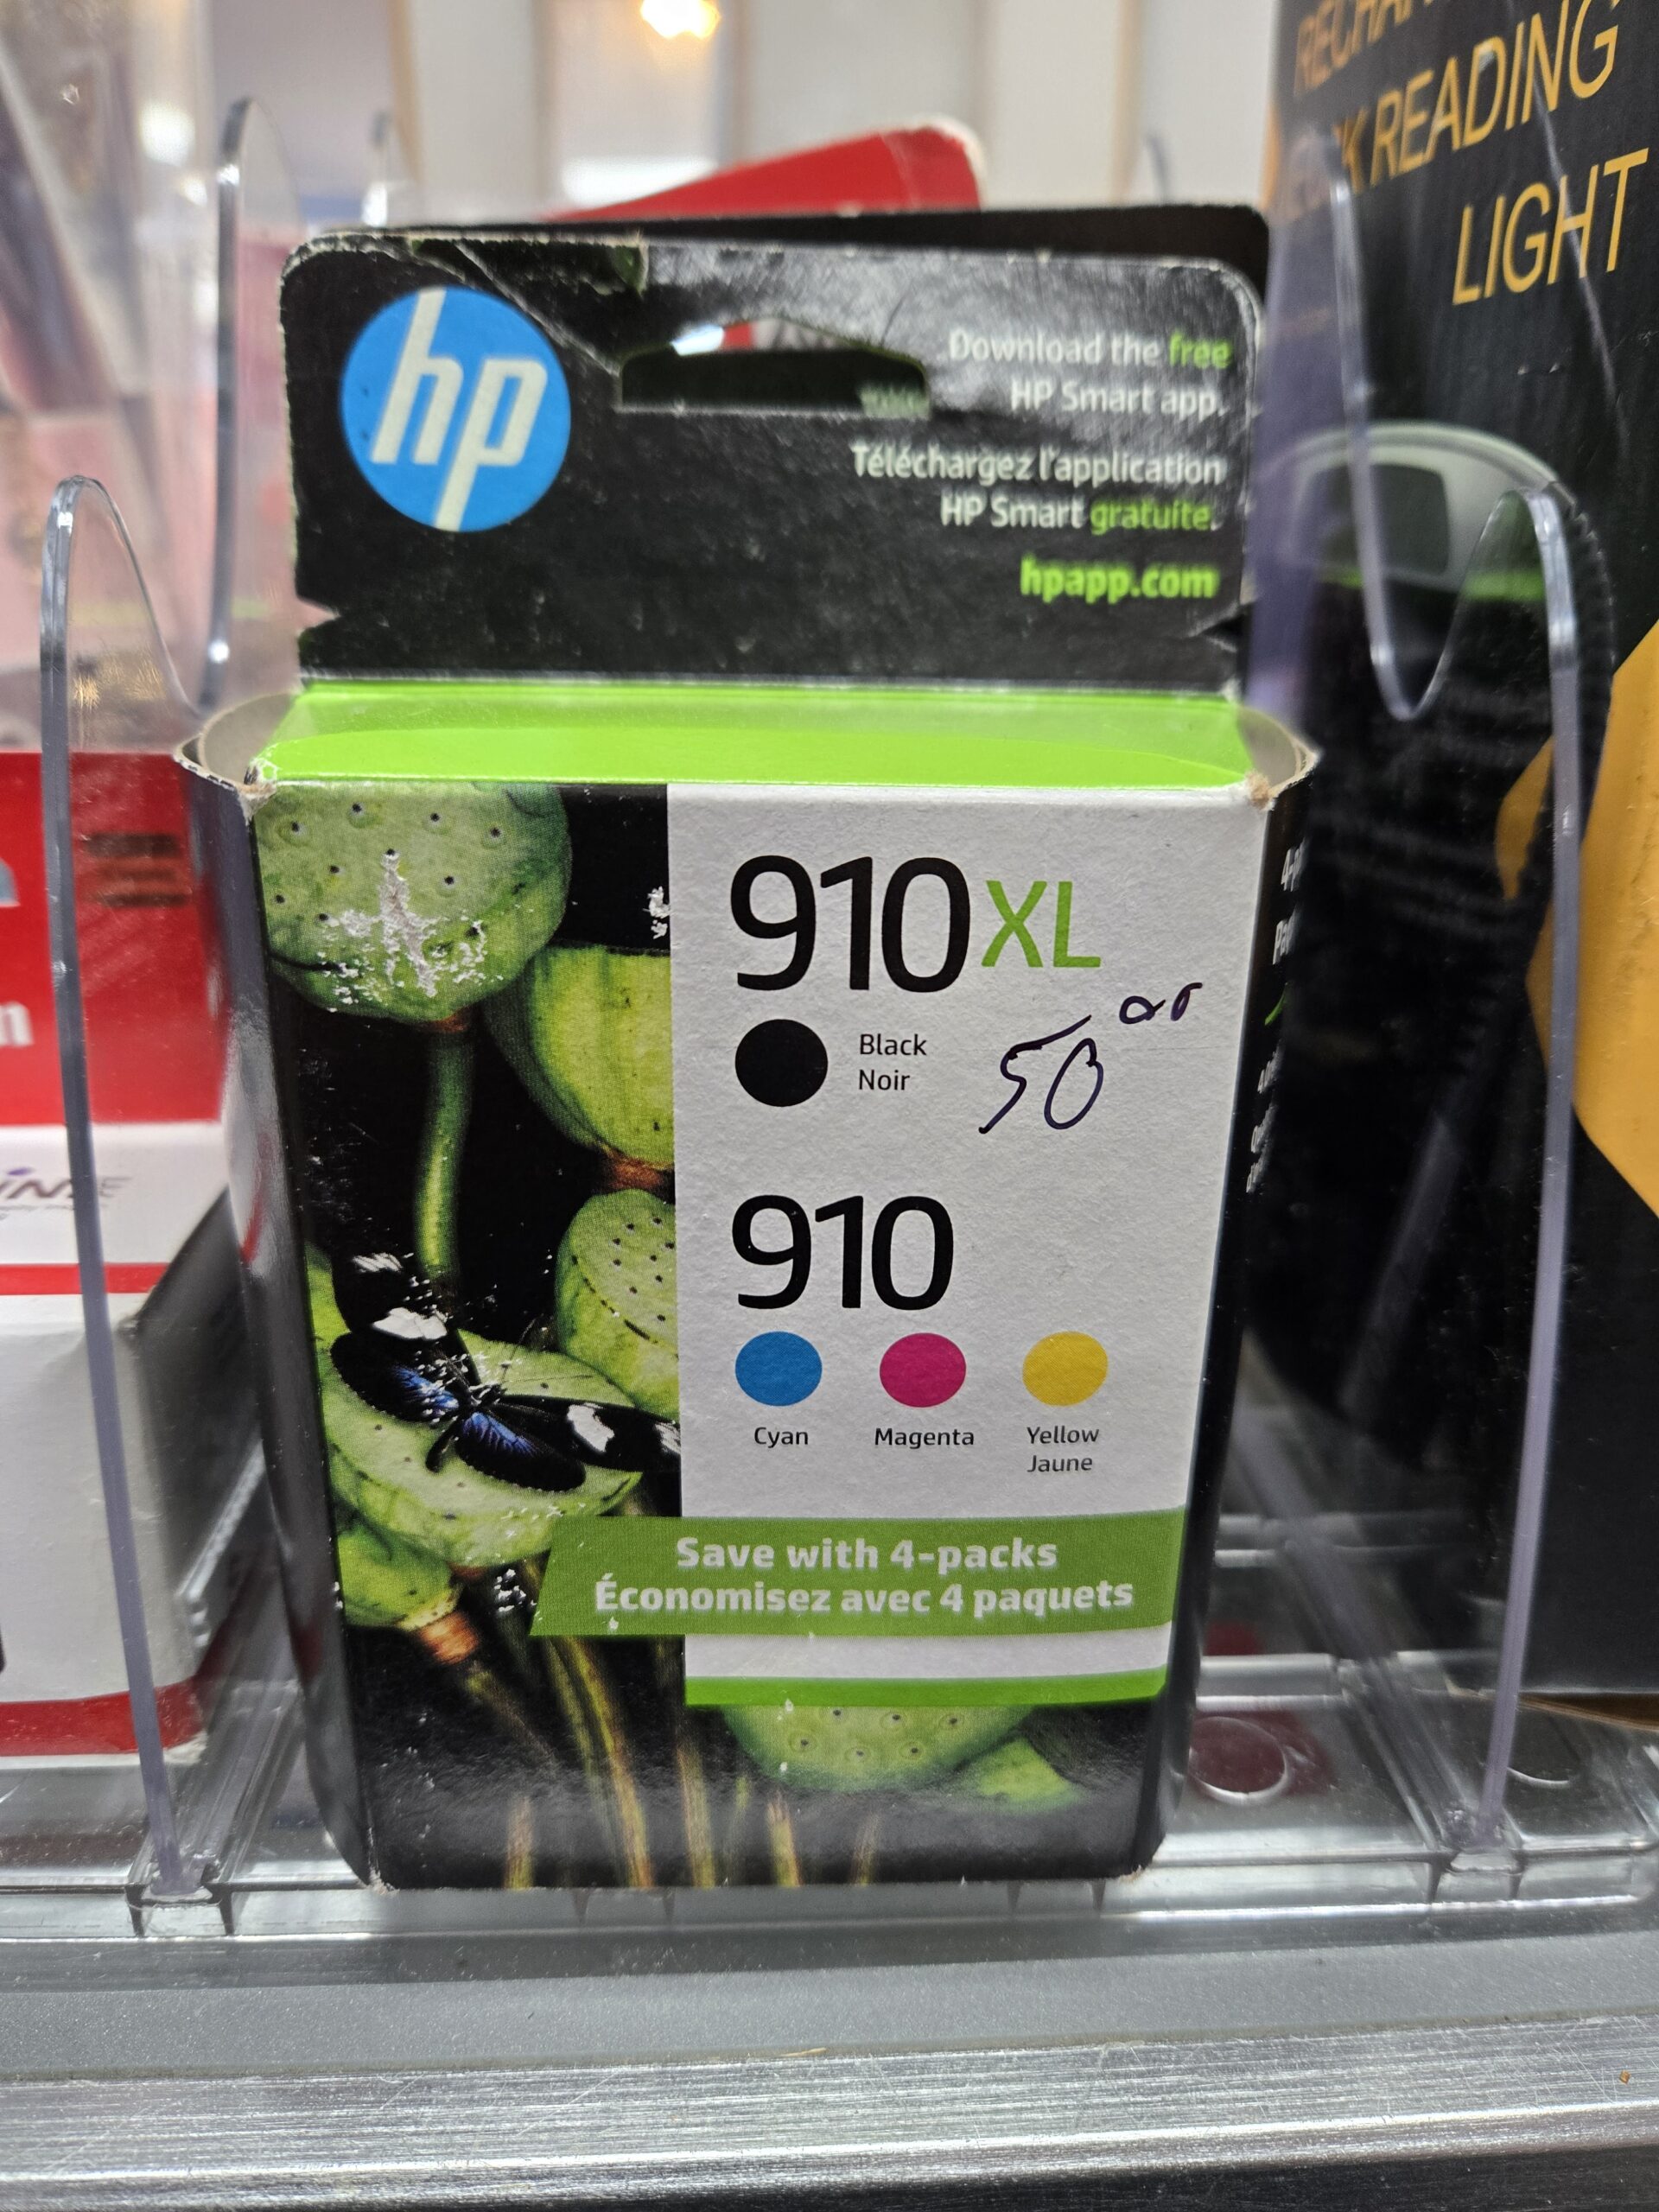 READING
LIGHT
hp
Download the free
HP Smart app.
Téléchargez l'application
HP Smart gratuite.
hpapp.com
910XL
Black
Noir
50 00
910
Cyan
Magenta
Yellow
Jaune
Save with 4-packs
Économisez avec 4 paquets